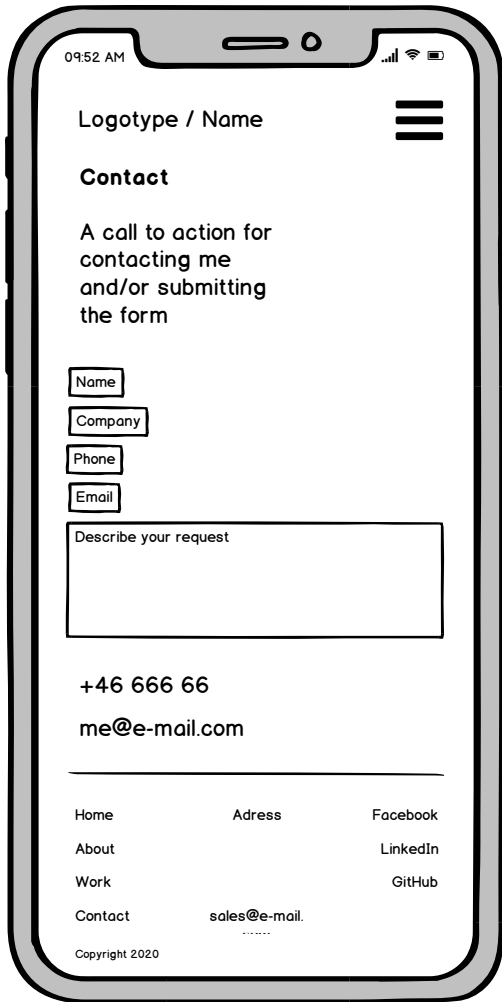 09:52 AM
Logotype / Name
Contact
A call to action for
contacting me
and/or submitting
the form
Name
Company
Phone
Email
Describe your request
+46 666 66
me@e-mail.com
Home Adress Facebook
About LinkedIn
Work GitHub
Contact sales@e-mail.
Copyright 2020